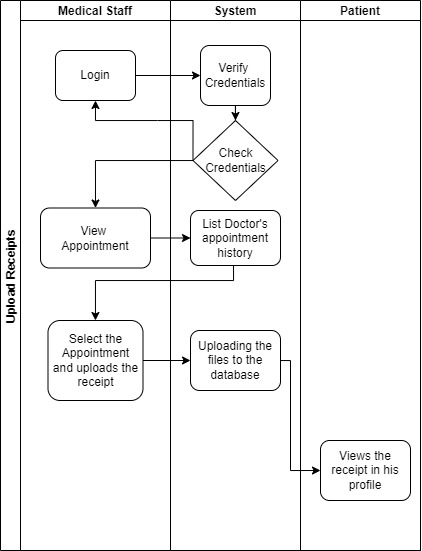 Medical Staff
System
Patient
Upload Receipts
Login
Verify
Credentials
Check
Credentials
View
Appointment
List Doctor's
appointment
history
Select the
Appointment
and uploads the
receipt
Uploading the
files to the
database
Views the
receipt in his
profile